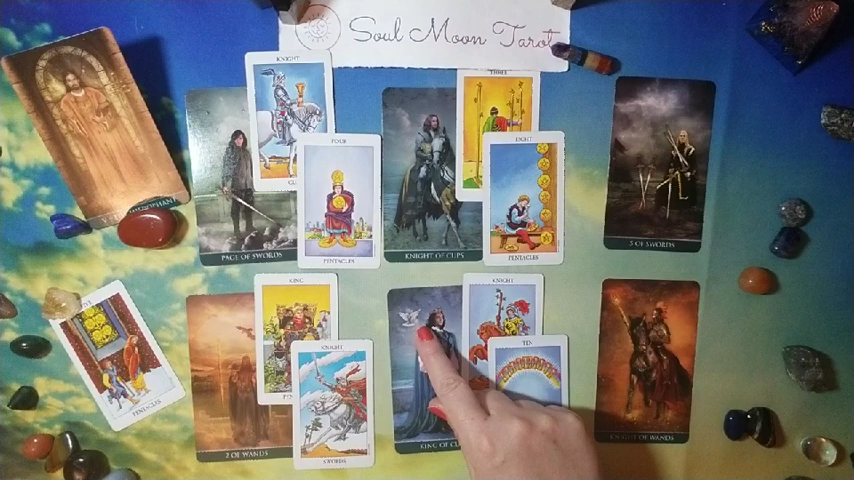 Soul Moon Tarot
KNIGHT
THREE
FOUR
EIGHT
PAGE OF SWORDS
PENTACLES
KNIGHT OF CUPS
PENTACLES
5 OF SWORDS
KING
KNIGHT
KNIGHT
TEN
PENTACLES
2 OF WANDS
SWORDS
KING OF CU
KNIGHT OF WANDS